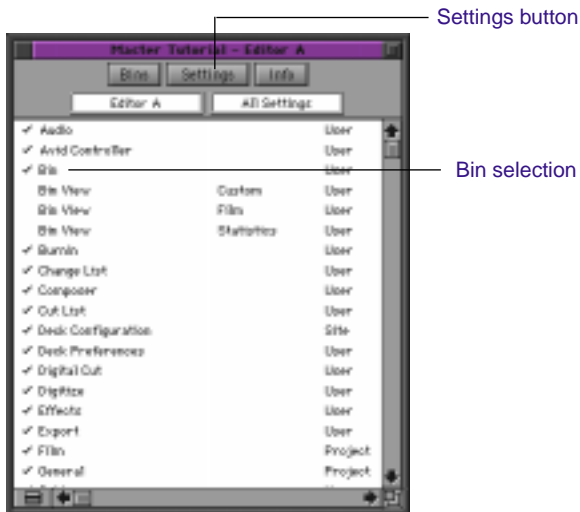 Settings button
Master Tutorial - Editor A
Bins Settings Info
Editor A All Settings
✓ Audio User
✓ Avid Controller User
✓ Bin User
Bin selection
Bin View Custom User
Bin View Film User
Bin View Statistics User
✓ Burnin User
✓ Change List User
✓ Composer User
✓ Cut List User
✓ Deck Configuration Site
✓ Deck Preferences User
✓ Digital Cut User
✓ Digitize User
✓ Effects User
✓ Export User
✓ Film Project
✓ General Project